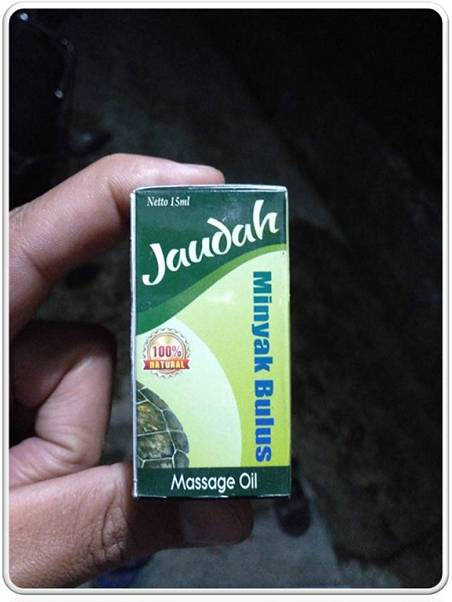 Netto 15ml
Jaudah
Minyak Bulus
100%
NATURAL
Massage Oil